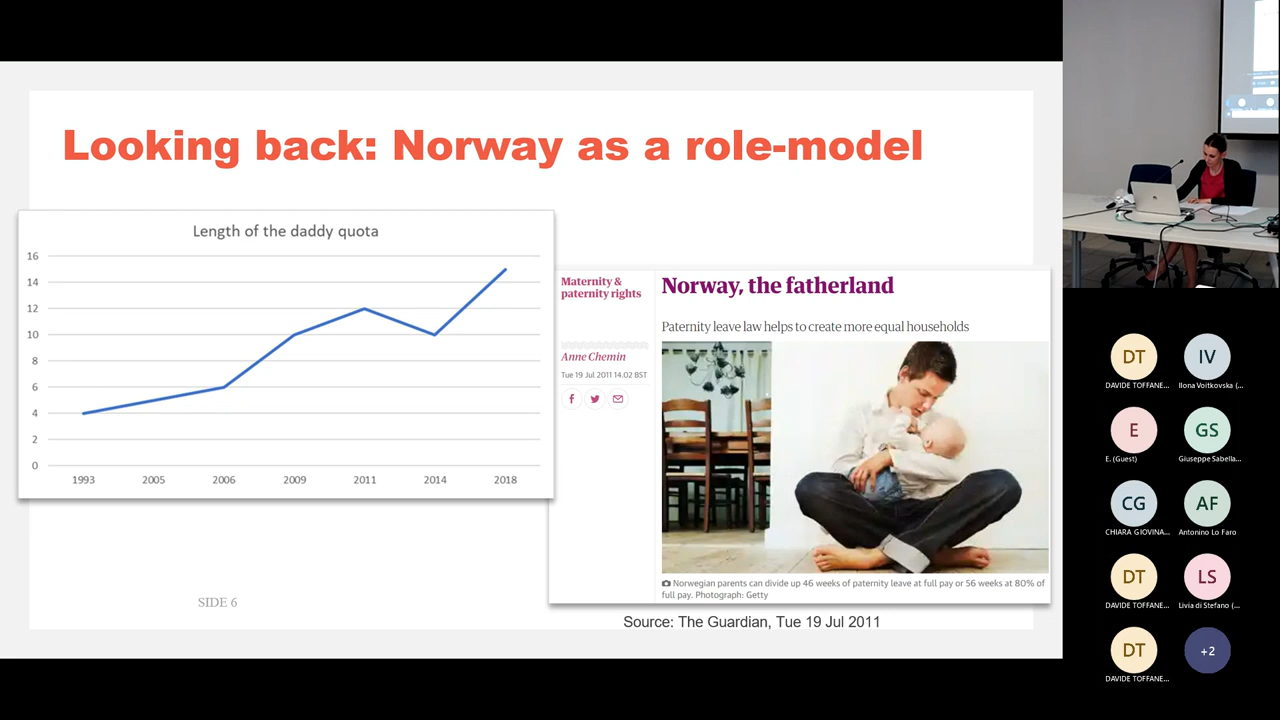 Looking back: Norway as a role-model
Length of the daddy quota
16
14
12
10
8
6
4
2
0
1993 2005 2006 2009 2011 2014 2018
Maternity &
paternity rights
Anne Chemin
Tue 19 Jul 2011 14.02 BST
Norway, the fatherland
Paternity leave law helps to create more equal households
Norwegian parents can divide up 46 weeks of paternity leave at full pay or 56 weeks at 80% of
full pay. Photograph: Getty
SIDE 6
Source: The Guardian, Tue 19 Jul 2011
DT IV
DAVIDE TOFFANE... Ilona Voitkovska (...
E GS
E. (Guest) Giuseppe Sabella...
CG AF
CHIARA GIOVINA... Antonino Lo Faro
DT LS
DAVIDE TOFFANE... Livia di Stefano (...
DT +2
DAVIDE TOFFANE...